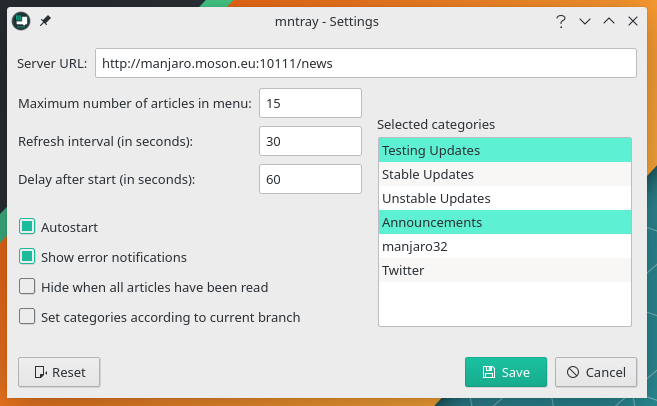 mntray - Settings
Server URL: http://manjaro.moson.eu:10111/news
Maximum number of articles in menu: 15
Refresh interval (in seconds): 30
Delay after start (in seconds): 60
Autostart
Show error notifications
Hide when all articles have been read
Set categories according to current branch
Selected categories
Testing Updates
Stable Updates
Unstable Updates
Announcements
manjaro32
Twitter
Reset
Save
Cancel